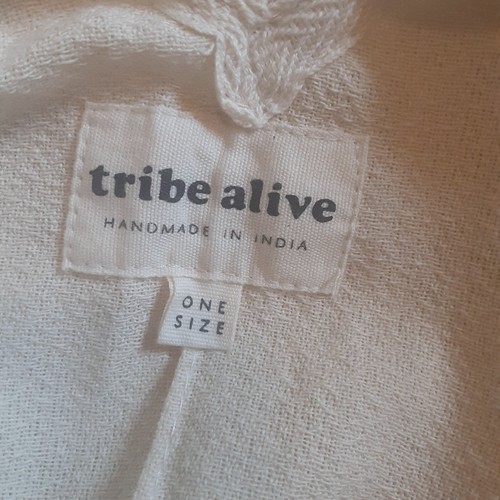 tribe alive
HANDMADE IN INDIA
ONE
SIZE